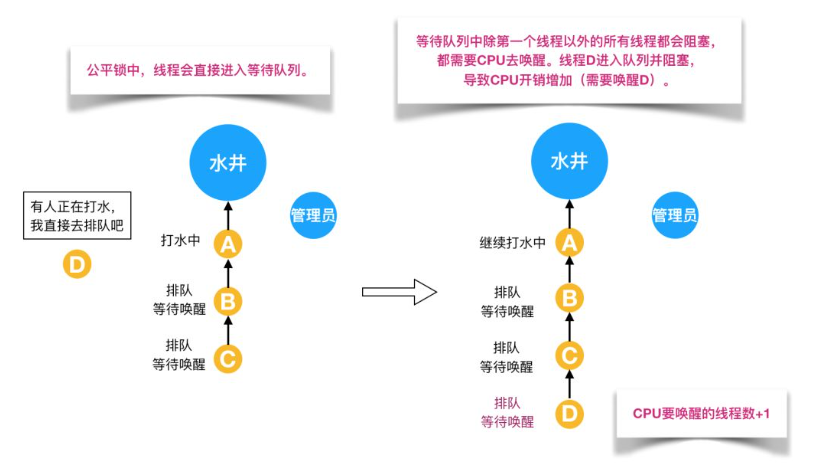 公平锁中，线程会直接进入等待队列。
等待队列中除第一个线程以外的所有线程都会阻塞，
都需要CPU去唤醒。线程D进入队列并阻塞，
导致CPU开销增加（需要唤醒D）。
水井
管理员
有人正在打水，
我直接去排队吧
D
打水中
A
排队
等待唤醒
B
排队
等待唤醒
C
水井
管理员
继续打水中
A
排队
等待唤醒
B
排队
等待唤醒
C
排队
等待唤醒
D
CPU要唤醒的线程数+1